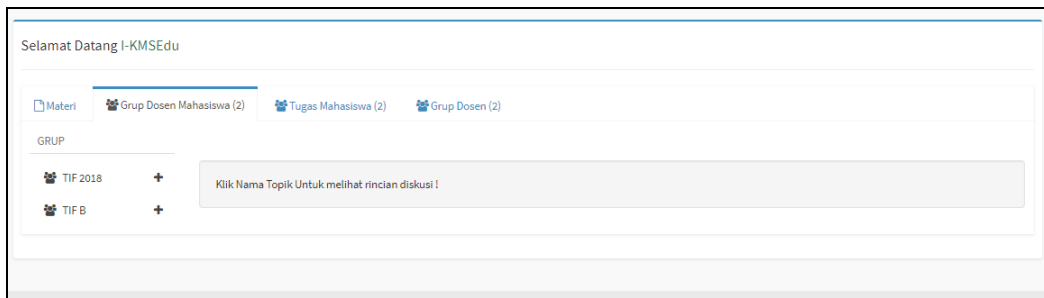 Selamat Datang I-KMSEdu
Materi Grup Dosen Mahasiswa (2) Tugas Mahasiswa (2) Grup Dosen (2)
GRUP
TIF 2018 +
Klik Nama Topik Untuk melihat rincian diskusi !
TIF B +